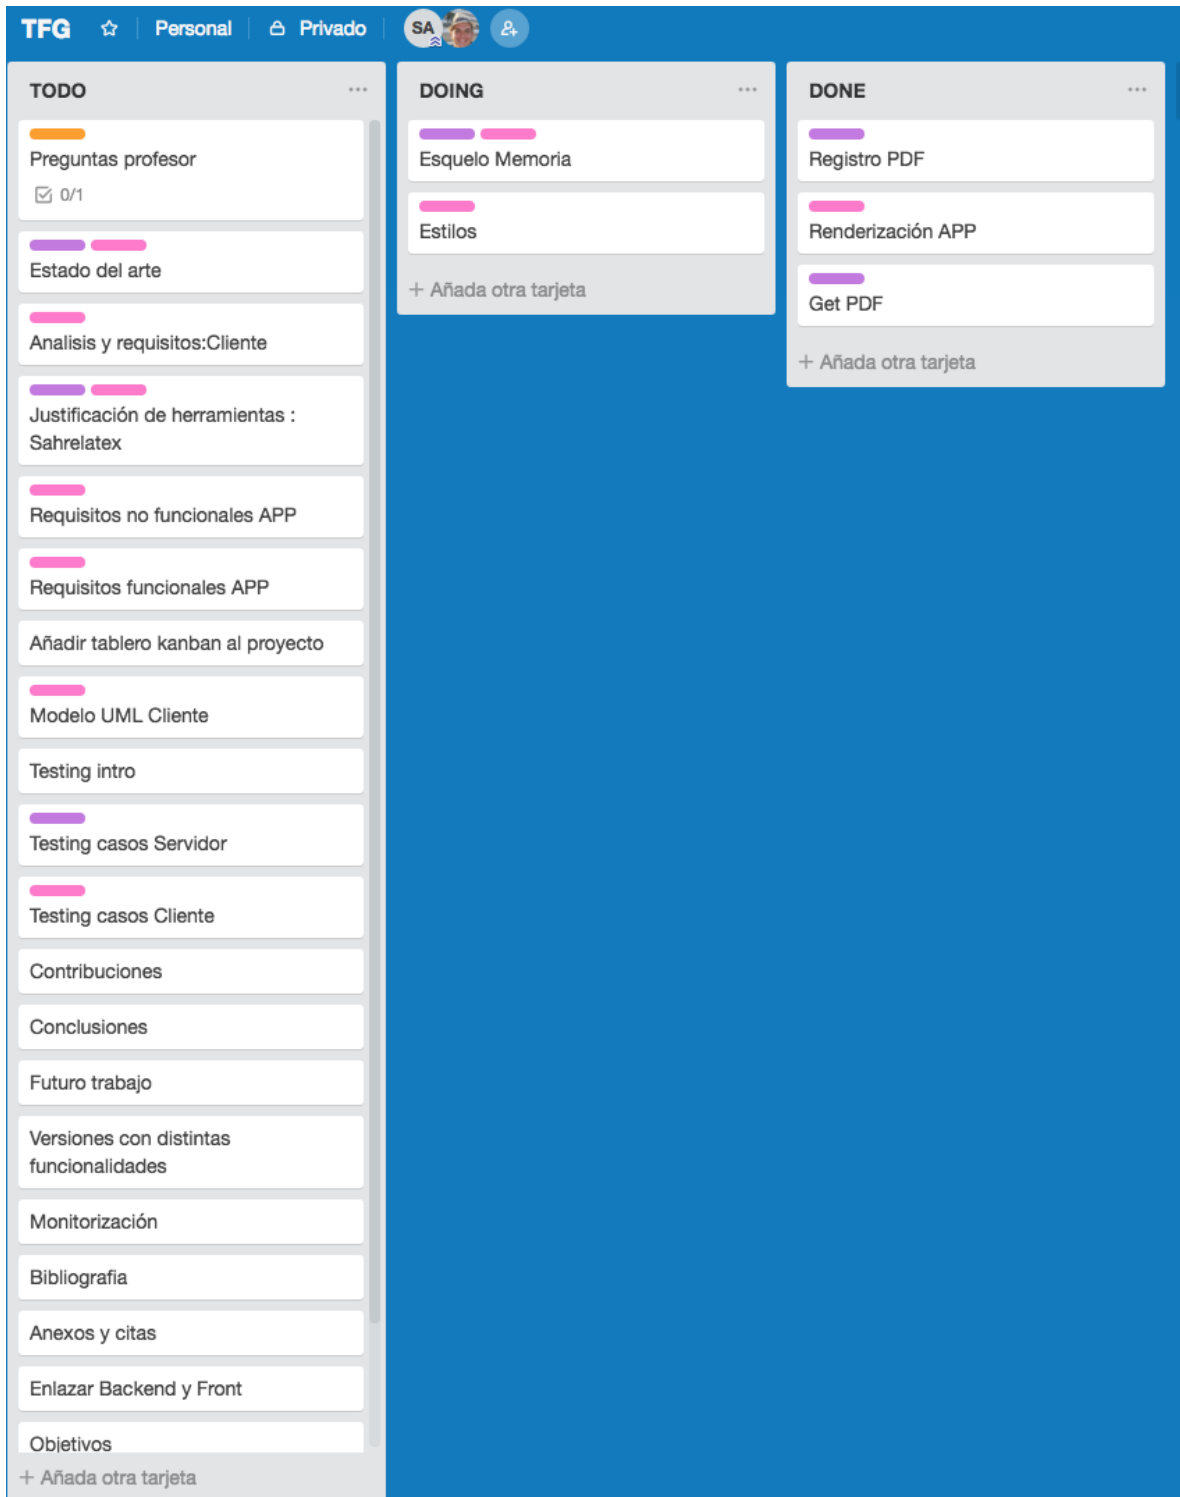 TFG Personal Privado SA
TODO
Preguntas profesor
0/1
Estado del arte
Analisis y requisitos:Cliente
Justificación de herramientas :
Sahrelatex
Requisitos no funcionales APP
Requisitos funcionales APP
Añadir tablero kanban al proyecto
Modelo UML Cliente
Testing intro
Testing casos Servidor
Testing casos Cliente
Contribuciones
Conclusiones
Futuro trabajo
Versiones con distintas
funcionalidades
Monitorización
Bibliografia
Anexos y citas
Enlazar Backend y Front
Objetivos
+ Añada otra tarjeta
DOING
Esquelo Memoria
Estilos
+ Añada otra tarjeta
DONE
Registro PDF
Renderización APP
Get PDF
+ Añada otra tarjeta